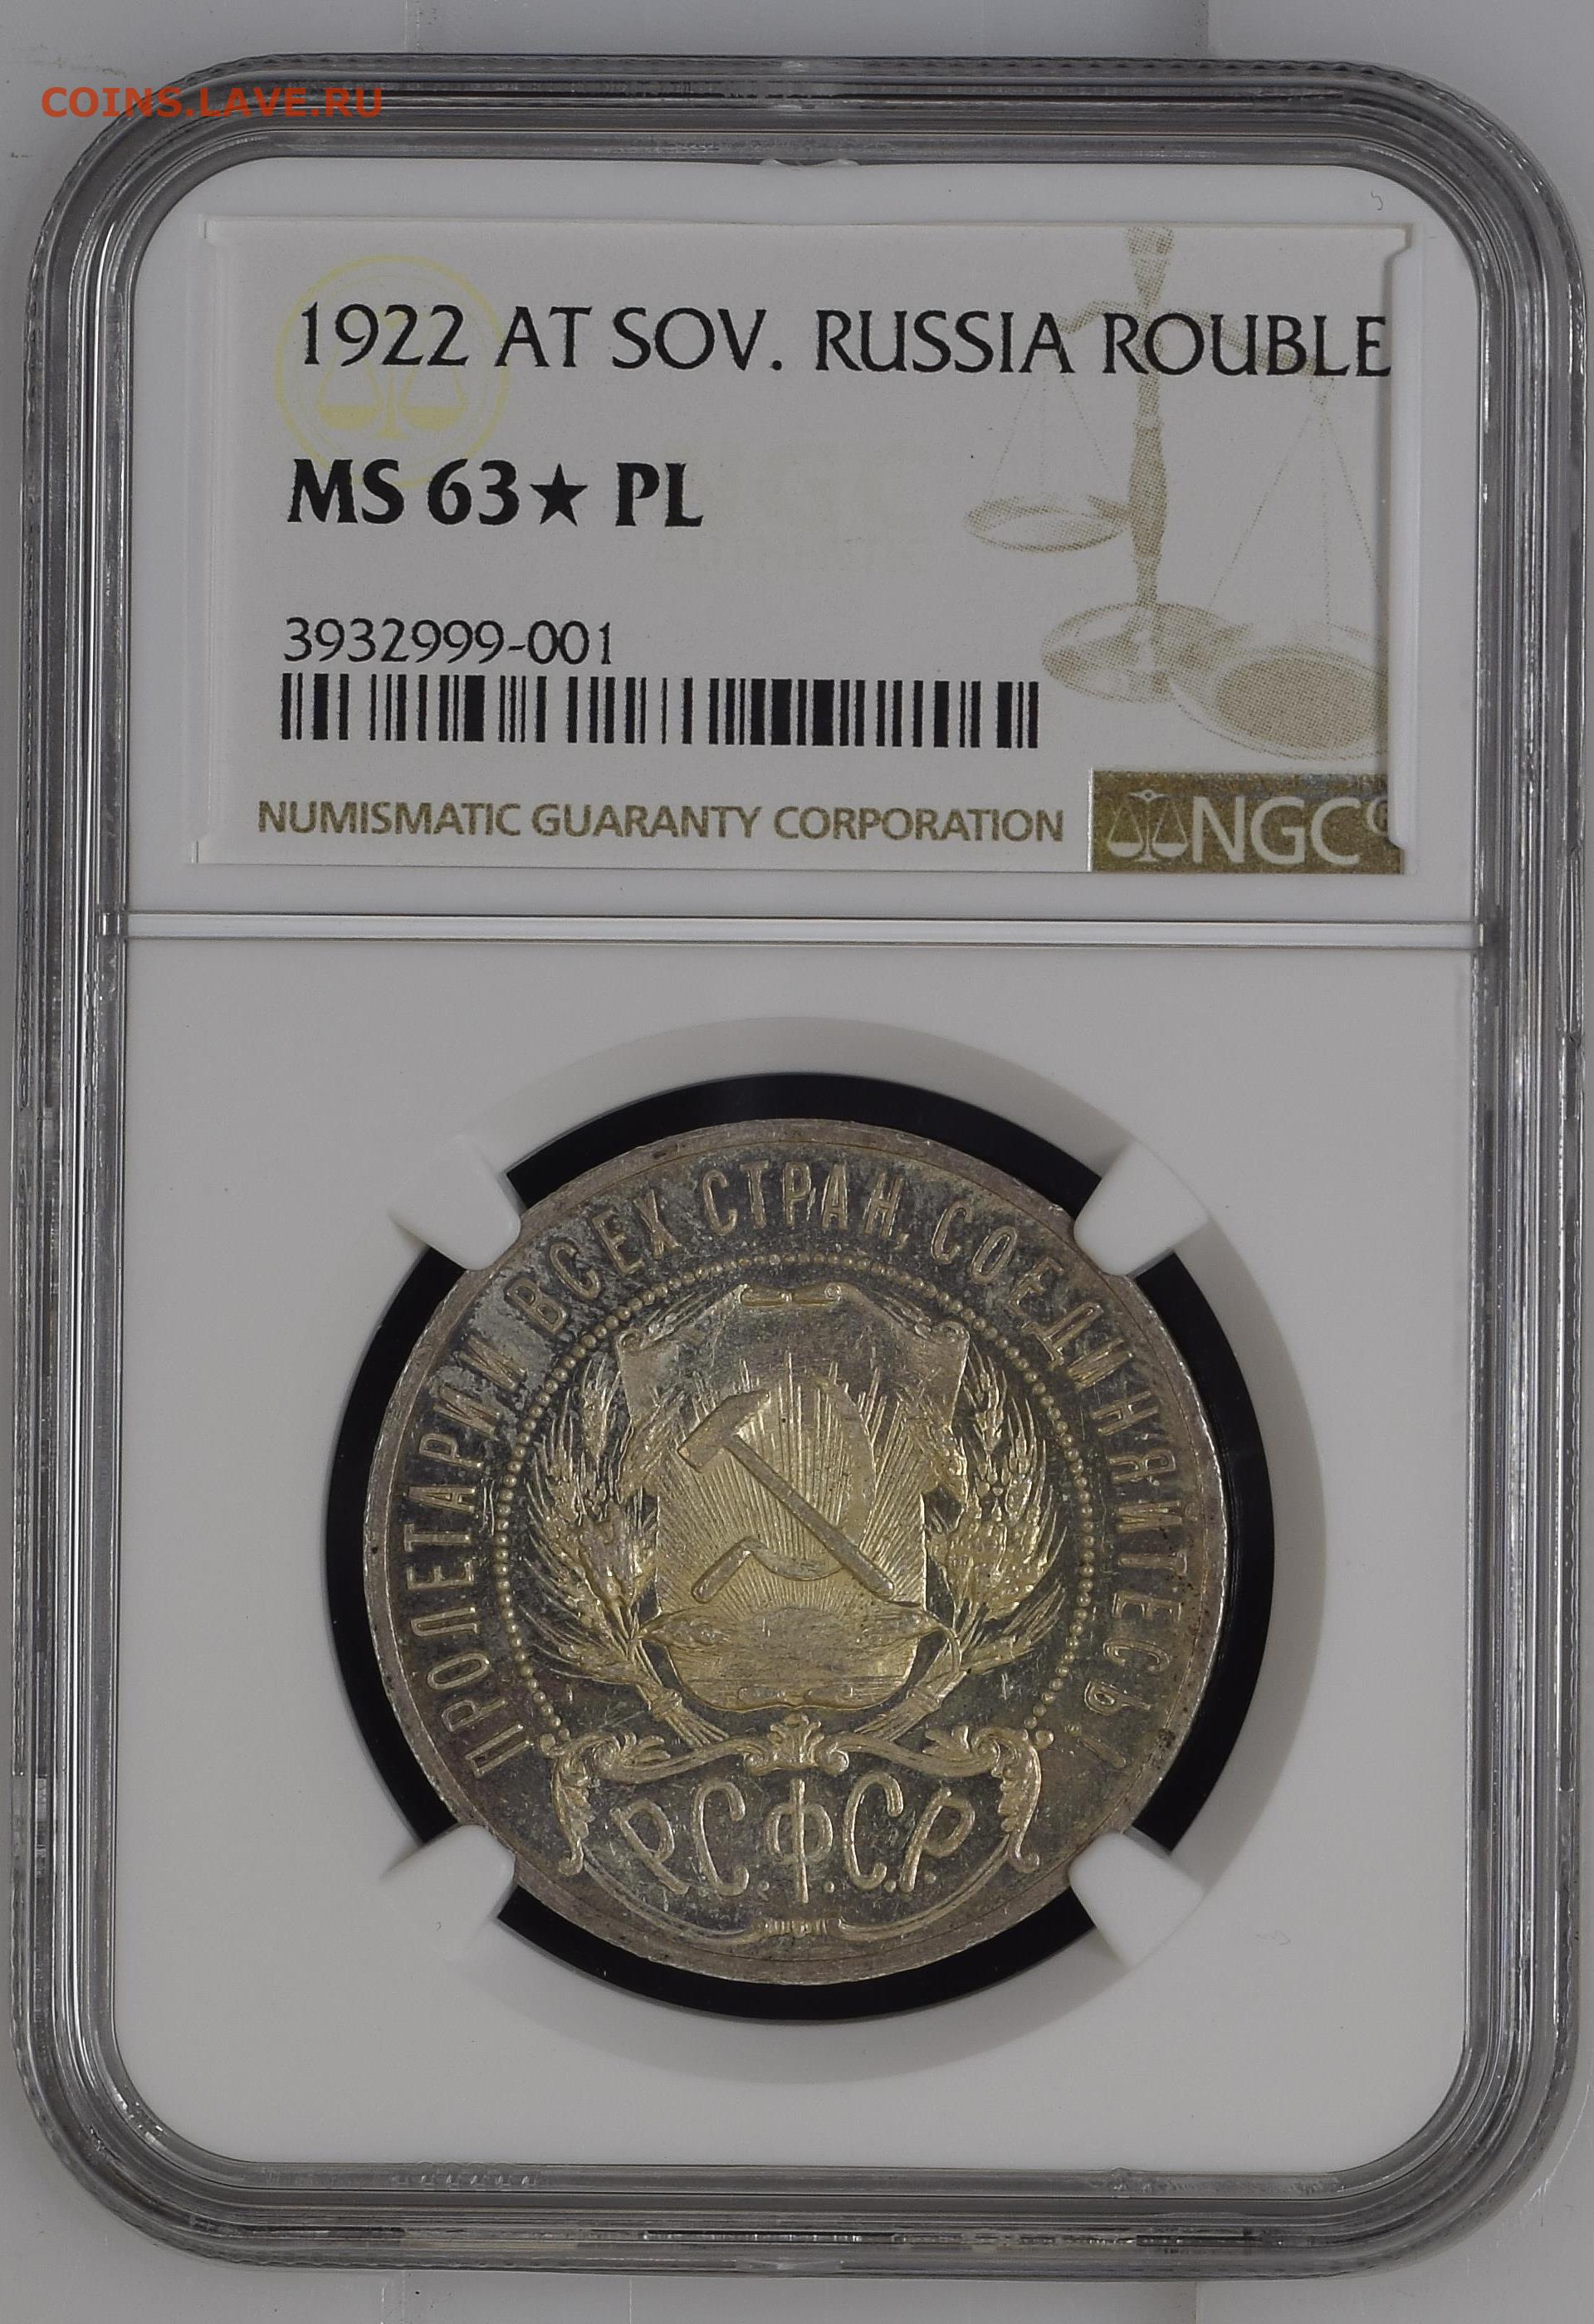 COINS.LAVE.RU
1922 AT SOV. RUSSIA ROUBLE
MS 63★ PL
3932999-001
NUMISMATIC GUARANTY CORPORATION
NGC®
ПРОЛЕТАРИИ ВСЕХ СТРАН, СОЕДИНЯЙТЕСЬ!
Р.С.Ф.С.Р.